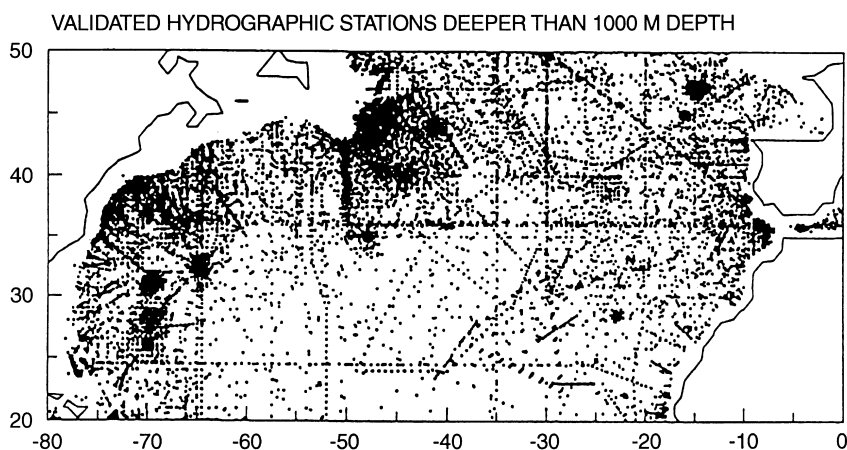 VALIDATED HYDROGRAPHIC STATIONS DEEPER THAN 1000 M DEPTH
50
40
30
20
-80 -70 -60 -50 -40 -30 -20 -10 0